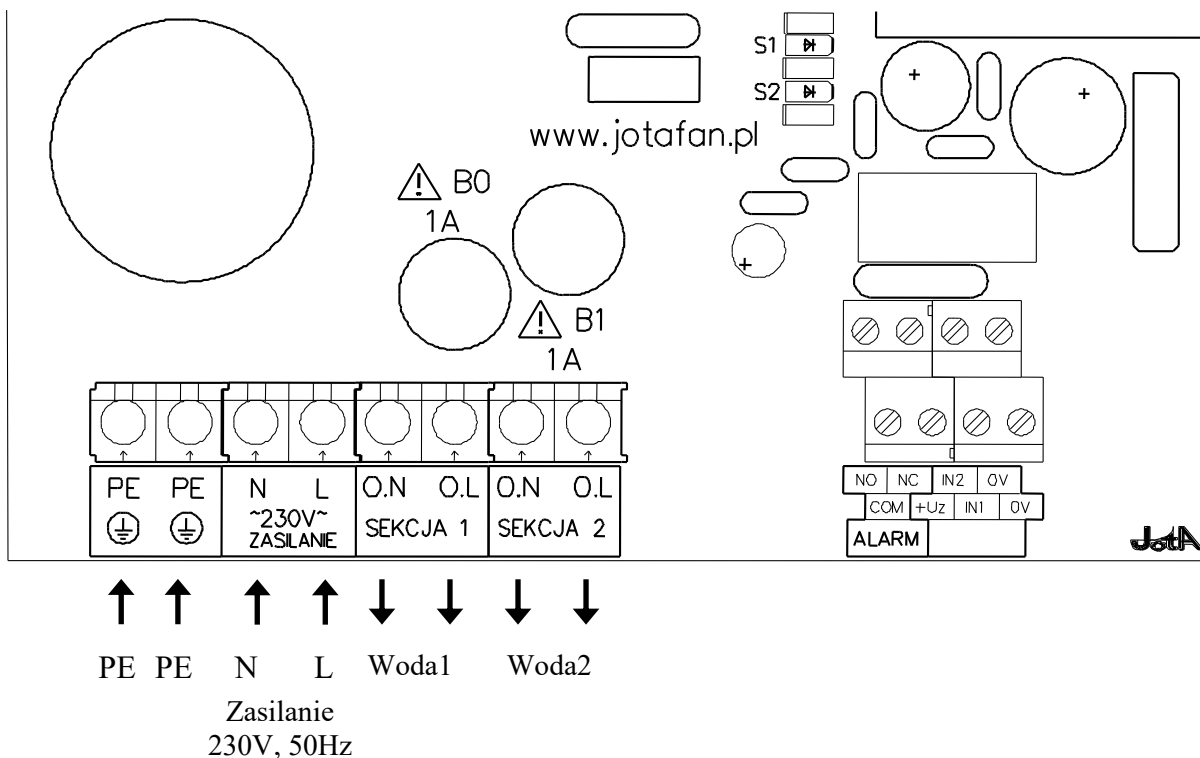 S1
S2
www.jotafan.pl
B0
1A
B1
1A
PE PE N L O.N O.L O.N O.L
~230V~
ZASILANIE
SEKCJA 1 SEKCJA 2
NO NC IN2 0V
COM +Uz IN1 0V
ALARM
JotA
PE PE N L Woda1 Woda2
Zasilanie
230V, 50Hz